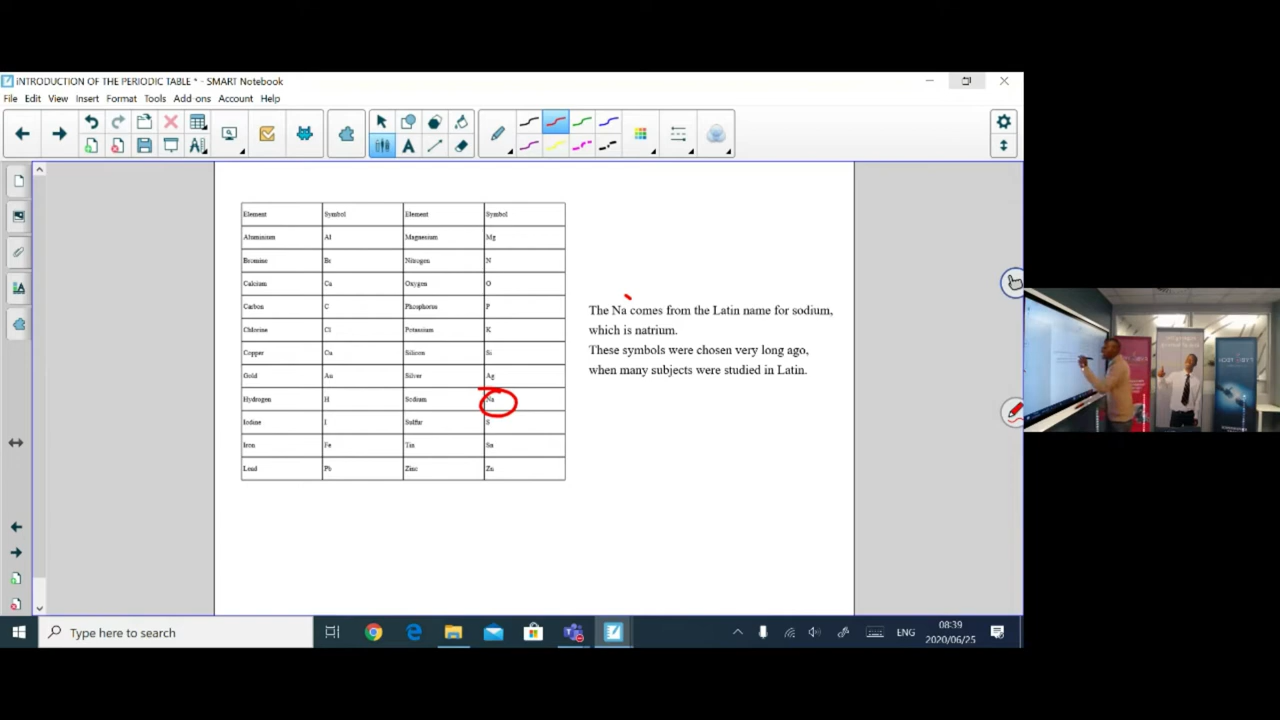 iNTRODUCTION OF THE PERIODIC TABLE * - SMART Notebook
File Edit View Insert Format Tools Add-ons Account Help
Element Symbol Element Symbol
Aluminium Al Magnesium Mg
Bromine Br Nitrogen N
Calcium Ca Oxygen O
Carbon C Phosphorus P
Chlorine Cl Potassium K
Copper Cu Silicon Si
Gold Au Silver Ag
Hydrogen H Sodium Na
Iodine I Sulfur S
Iron Fe Tin Sn
Lead Pb Zinc Zn
The Na comes from the Latin name for sodium,
which is natrium.
These symbols were chosen very long ago,
when many subjects were studied in Latin.
Type here to search
ENG
08:39
2020/06/25